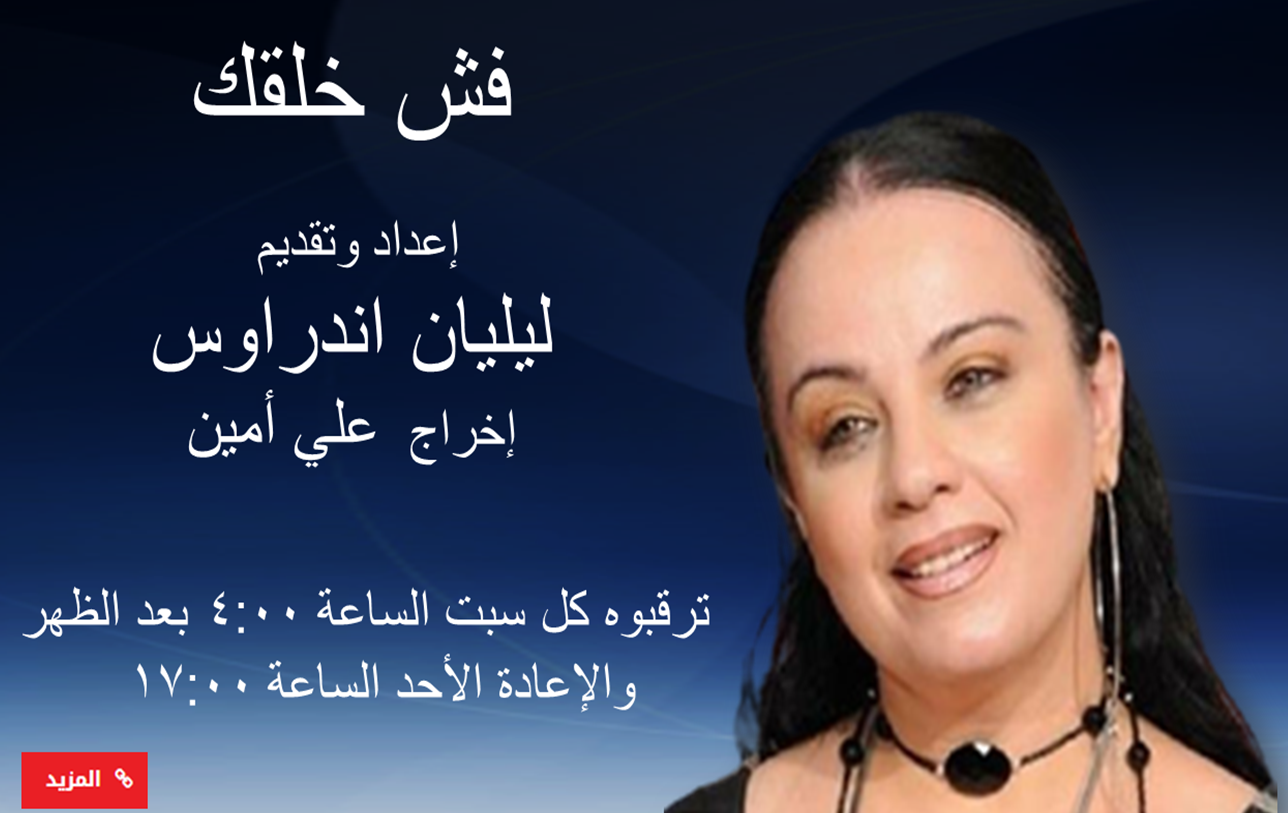 فش خلقك
إعداد وتقديم
ليليان اندراوس
إخراج علي أمين
ترقبوه كل سبت الساعة ٤:٠٠ بعد الظهر
والإعادة الأحد الساعة ١٧:٠٠
المزيد